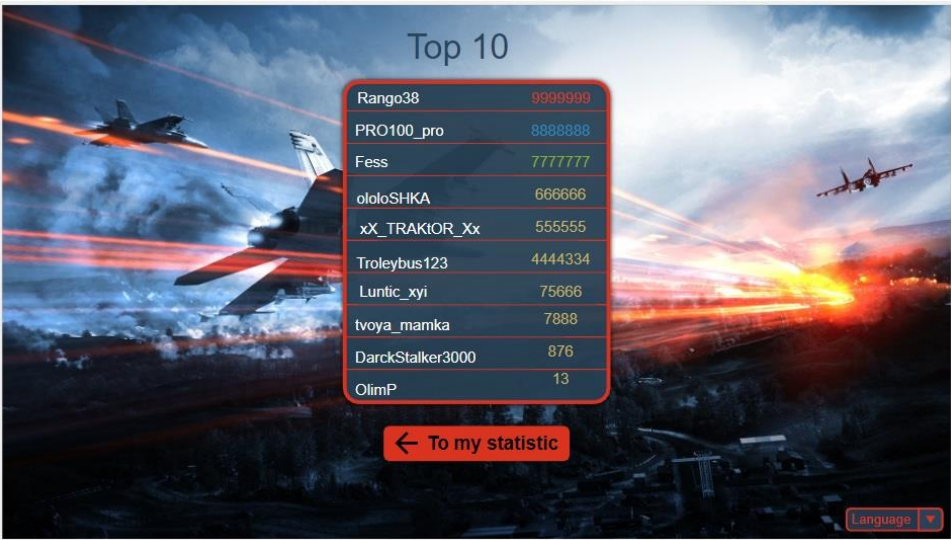 Top 10
Rango38 9999999
PRO100_pro 8888888
Fess 7777777
ololoSHKA 666666
xX_TRAKtOR_Xx 555555
Troleybus123 4444334
Luntic_xyi 75666
tvoya_mamka 7888
DarckStalker3000 876
OlimP 13
To my statistic
Language